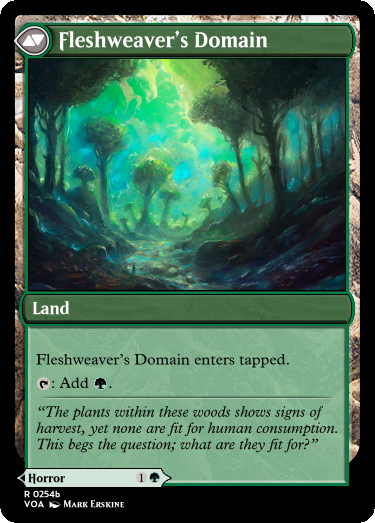 Fleshweaver's Domain
Land
Fleshweaver's Domain enters tapped.
: Add .
“The plants within these woods shows signs of
harvest, yet none are fit for human consumption.
This begs the question; what are they fit for?”
Horror 1
R 0254b
VOA Mark Erskine